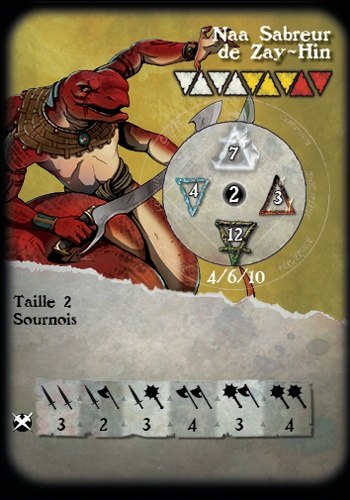 Naa Sabreur
de Zay~Hin
7
4
2
3
12
4/6/10
Taille 2
Sournois
3 2 3 4 3 4